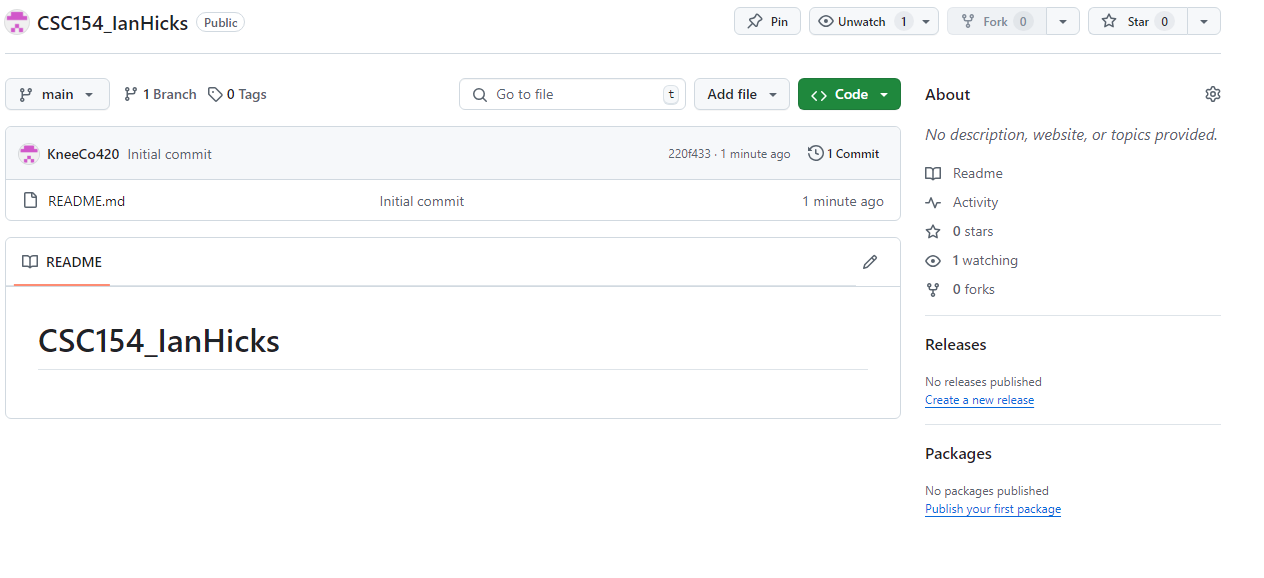 CSC154_IanHicks Public Pin Unwatch 1 Fork 0 Star 0
main 1 Branch 0 Tags Go to file t Add file Code
KneeCo420 Initial commit 220f433 · 1 minute ago 1 Commit
README.md Initial commit 1 minute ago
README
CSC154_IanHicks
About
No description, website, or topics provided.
Readme
Activity
0 stars
1 watching
0 forks
Releases
No releases published
Create a new release
Packages
No packages published
Publish your first package